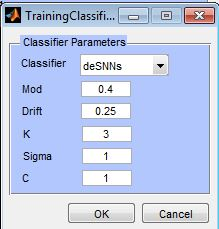 TrainingClassifi...
Classifier Parameters
Classifier deSNNs
Mod 0.4
Drift 0.25
K 3
Sigma 1
C 1
OK Cancel